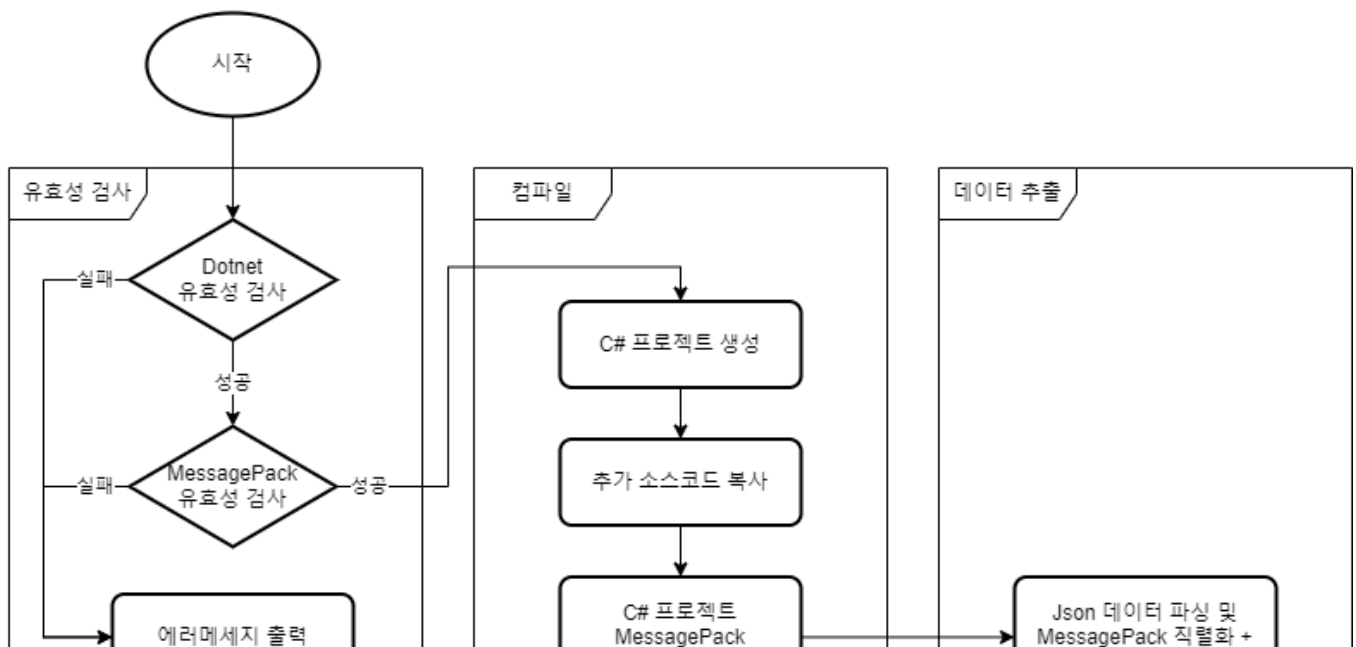 시작
유효성 검사
컴파일
데이터 추출
Dotnet
유효성 검사
실패
성공
MessagePack
유효성 검사
실패
성공
에러메세지 출력
C# 프로젝트 생성
추가 소스코드 복사
C# 프로젝트
MessagePack
Json 데이터 파싱 및
MessagePack 직렬화 +